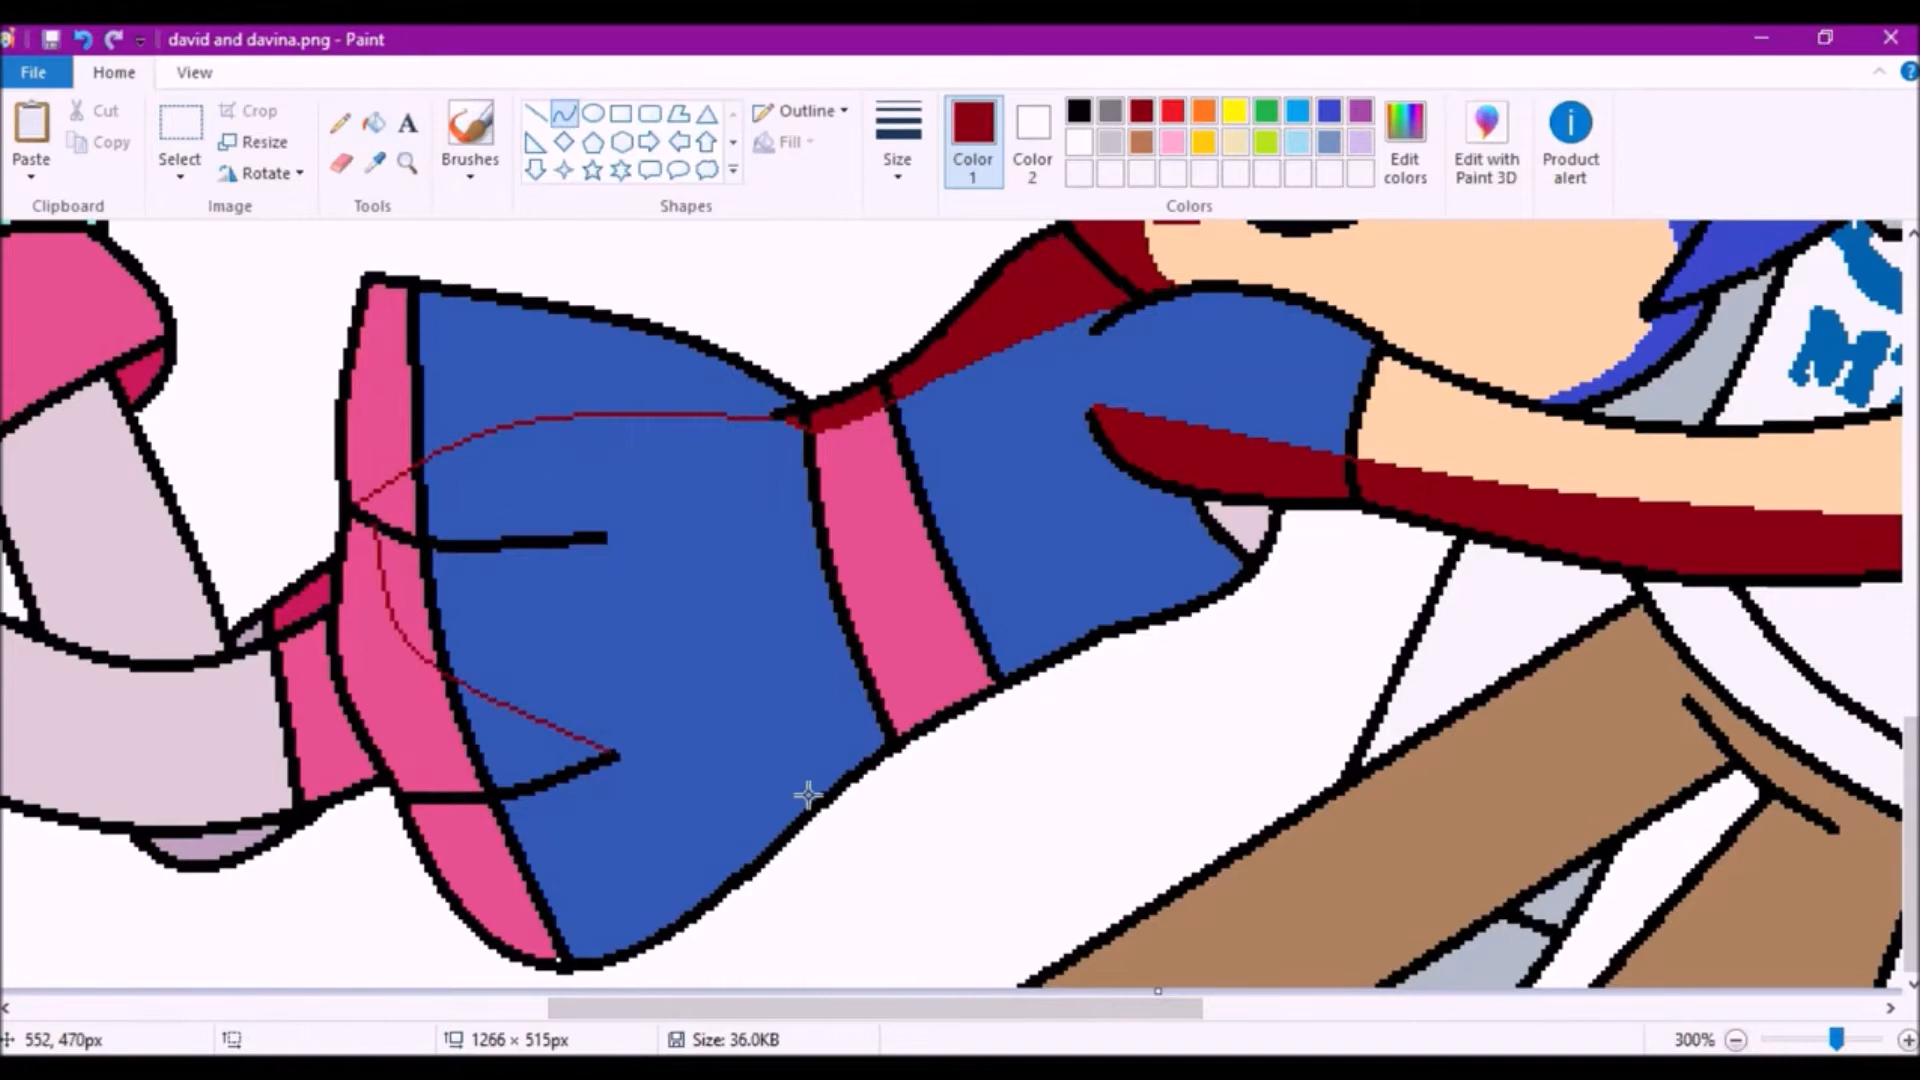 david and davina.png - Paint
File Home View
Paste Cut Copy Clipboard
Select Crop Resize Rotate Image
A Tools
Brushes
Outline Fill Shapes
Size
Color 1 Color 2 Edit colors Colors
Edit with Paint 3D
Product alert
552, 470px 1266 × 515px Size: 36.0KB 300%